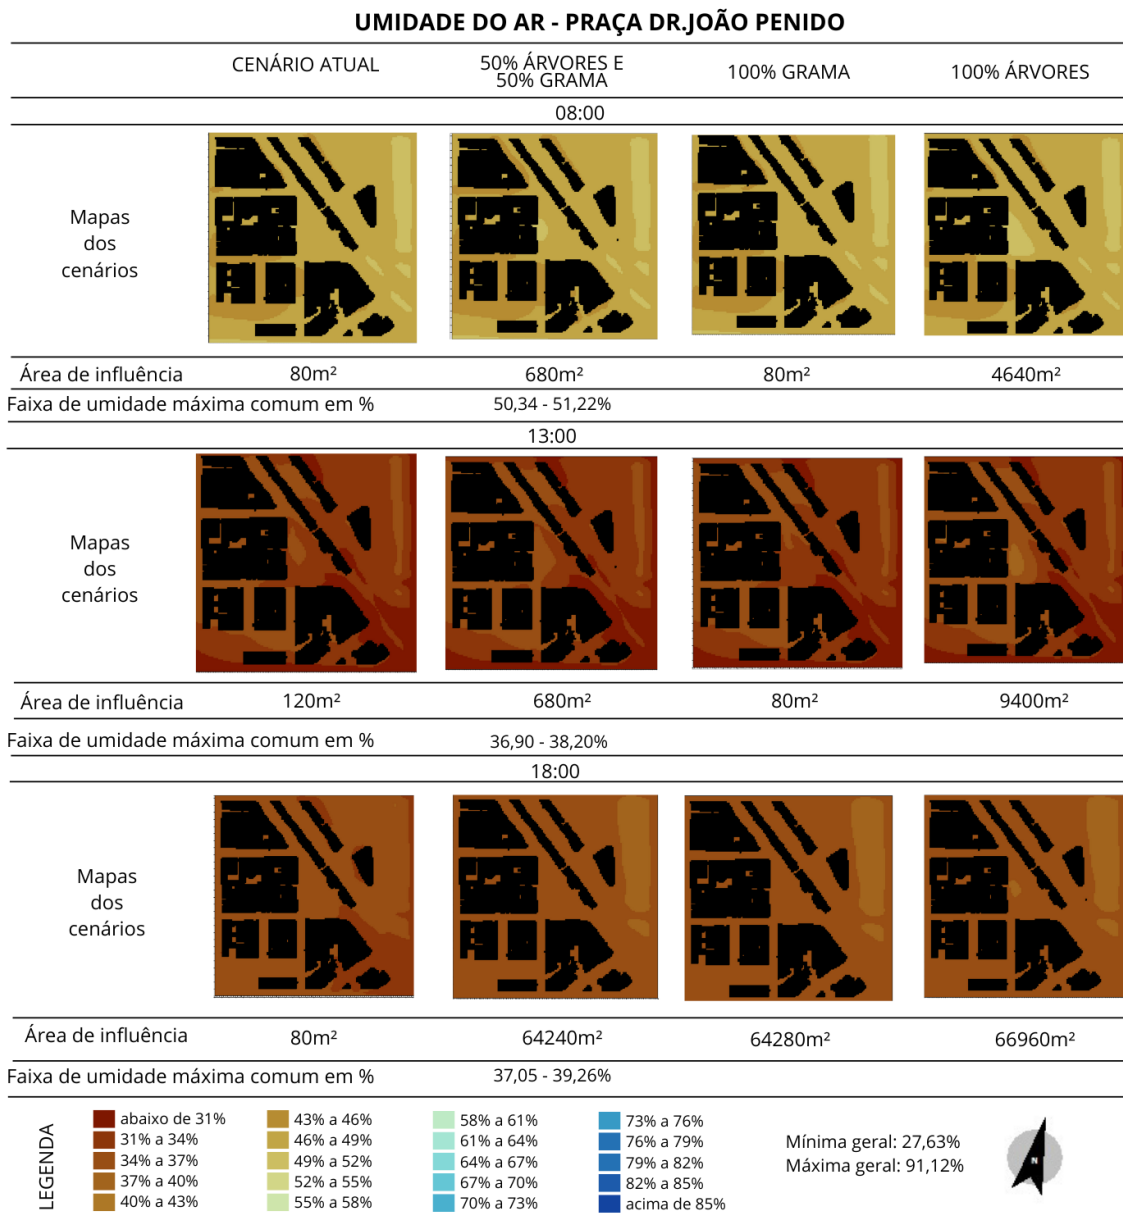 UMIDADE DO AR - PRAÇA DR.JOÃO PENIDO
CENÁRIO ATUAL
50% ÁRVORES E
50% GRAMA
100% GRAMA
100% ÁRVORES
08:00
Mapas
dos
cenários
Área de influência 80m² 680m² 80m² 4640m²
Faixa de umidade máxima comum em % 50,34 - 51,22%
13:00
Mapas
dos
cenários
Área de influência 120m² 680m² 80m² 9400m²
Faixa de umidade máxima comum em % 36,90 - 38,20%
18:00
Mapas
dos
cenários
Área de influência 80m² 64240m² 64280m² 66960m²
Faixa de umidade máxima comum em % 37,05 - 39,26%
LEGENDA
abaixo de 31%
31% a 34%
34% a 37%
37% a 40%
40% a 43%
43% a 46%
46% a 49%
49% a 52%
52% a 55%
55% a 58%
58% a 61%
61% a 64%
64% a 67%
67% a 70%
70% a 73%
73% a 76%
76% a 79%
79% a 82%
82% a 85%
acima de 85%
Mínima geral: 27,63%
Máxima geral: 91,12%
N